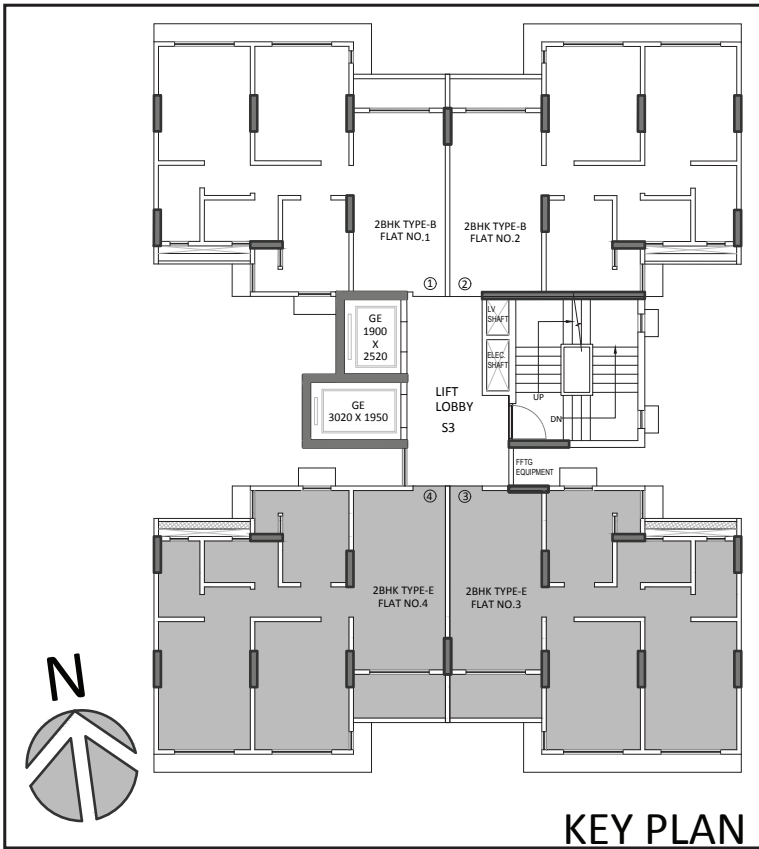 2BHK TYPE-B
FLAT NO.1
2BHK TYPE-B
FLAT NO.2
1
2
GE
1900
X
2520
LV
SHAFT
ELEC.
SHAFT
GE
3020 X 1950
LIFT
LOBBY
S3
UP
DN
FFTG
EQUIPMENT
4
3
2BHK TYPE-E
FLAT NO.4
2BHK TYPE-E
FLAT NO.3
N
KEY PLAN